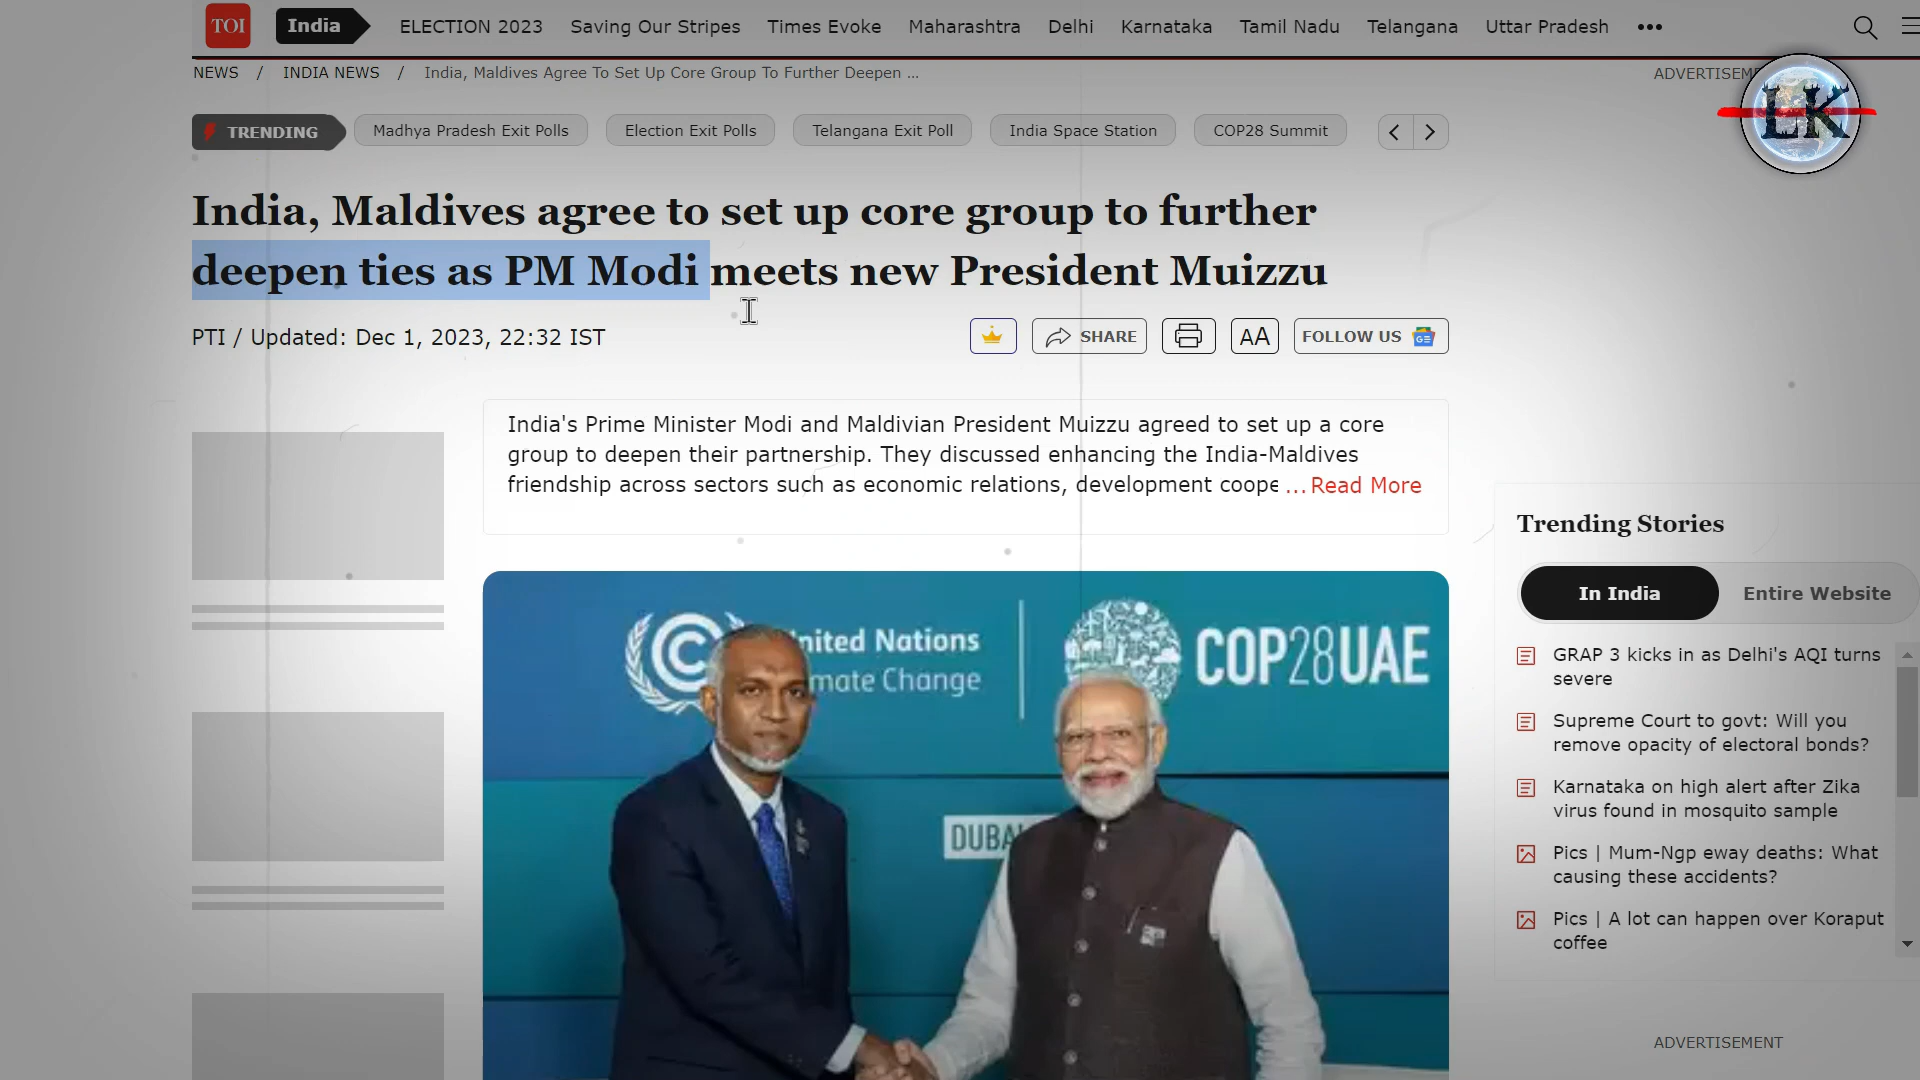 TOI India ELECTION 2023 Saving Our Stripes Times Evoke Maharashtra Delhi Karnataka Tamil Nadu Telangana Uttar Pradesh
NEWS / INDIA NEWS / India, Maldives Agree To Set Up Core Group To Further Deepen ...
ADVERTISEM
LK
TRENDING Madhya Pradesh Exit Polls Election Exit Polls Telangana Exit Poll India Space Station COP28 Summit
India, Maldives agree to set up core group to further
deepen ties as PM Modi meets new President Muizzu
PTI / Updated: Dec 1, 2023, 22:32 IST
SHARE AA FOLLOW US GE
India's Prime Minister Modi and Maldivian President Muizzu agreed to set up a core
group to deepen their partnership. They discussed enhancing the India-Maldives
friendship across sectors such as economic relations, development coope ...Read More
United Nations
mate Change
COP28UAE
DUBA
Trending Stories
In India Entire Website
GRAP 3 kicks in as Delhi's AQI turns
severe
Supreme Court to govt: Will you
remove opacity of electoral bonds?
Karnataka on high alert after Zika
virus found in mosquito sample
Pics | Mum-Ngp eway deaths: What
causing these accidents?
Pics | A lot can happen over Koraput
coffee
ADVERTISEMENT